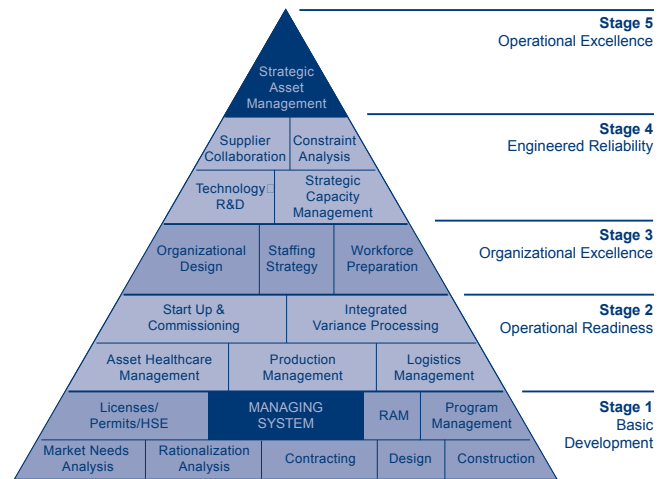 Stage 5
Operational Excellence
Strategic
Asset
Management
Stage 4
Engineered Reliability
Supplier
Collaboration
Constraint
Analysis
Technology
R&D
Strategic
Capacity
Management
Stage 3
Organizational Excellence
Organizational
Design
Staffing
Strategy
Workforce
Preparation
Stage 2
Operational Readiness
Start Up &
Commissioning
Integrated
Variance Processing
Asset Healthcare
Management
Production
Management
Logistics
Management
Stage 1
Basic
Development
Licenses/
Permits/HSE
MANAGING
SYSTEM
RAM
Program
Management
Market Needs
Analysis
Rationalization
Analysis
Contracting
Design
Construction